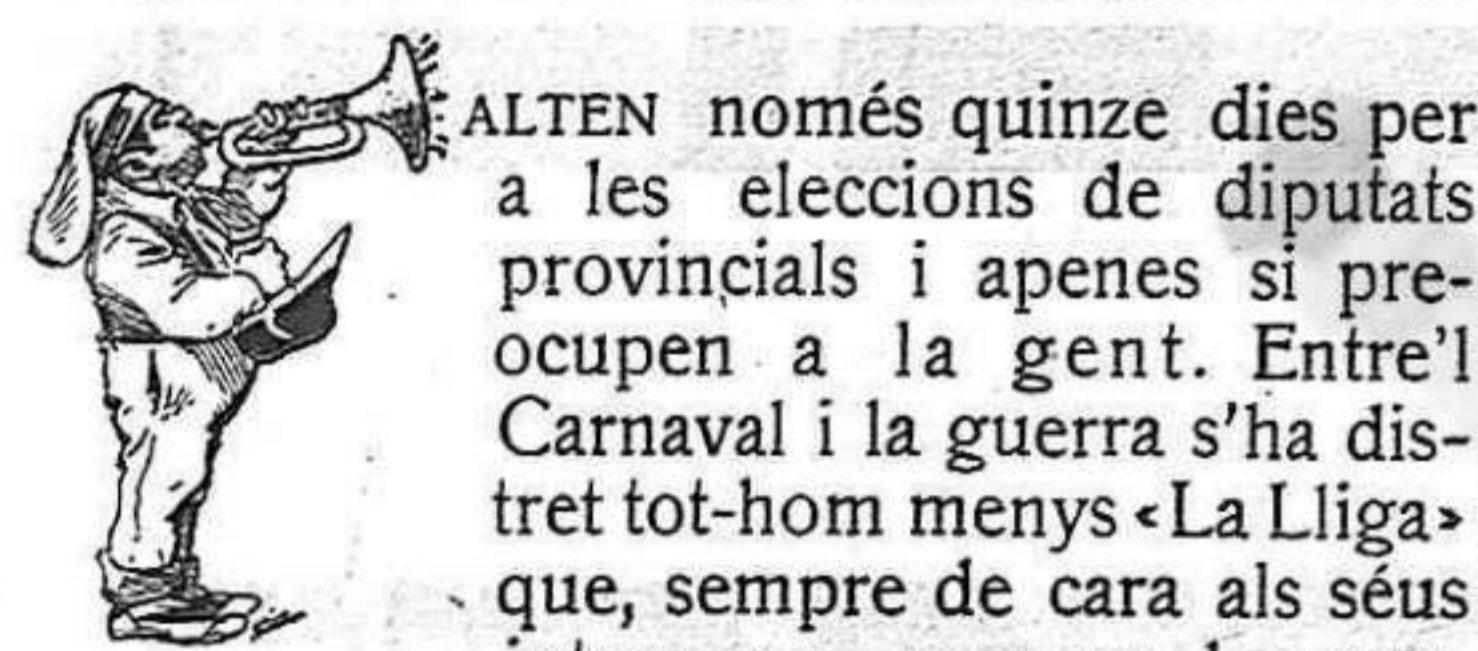 FALTEN només quinze dies per
a les eleccions de diputats
provincials i apenes si pre-
ocupen a la gent. Entre'l
Carnaval i la guerra s'ha dis-
tret tot-hom menys «La Lliga»
que, sempre de cara als séus